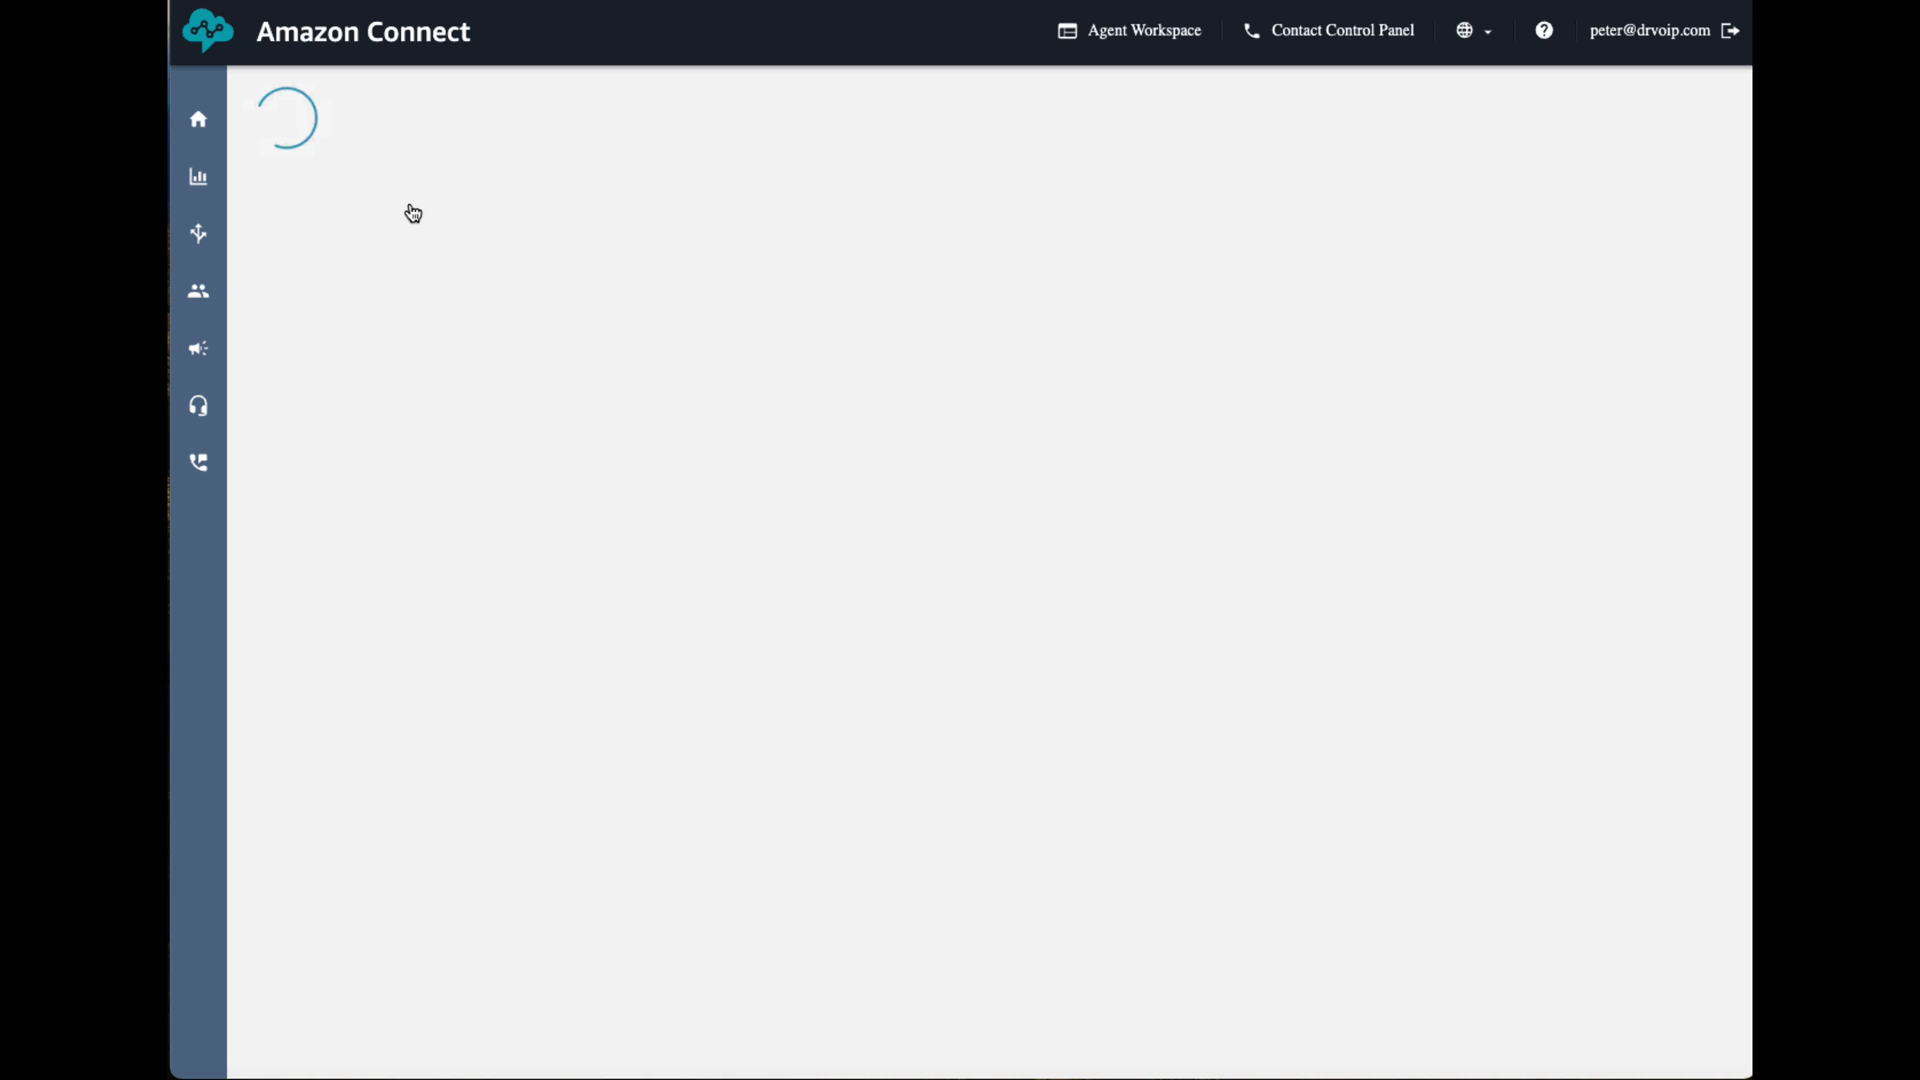 Amazon Connect
Agent Workspace
Contact Control Panel
peter@drvoip.com